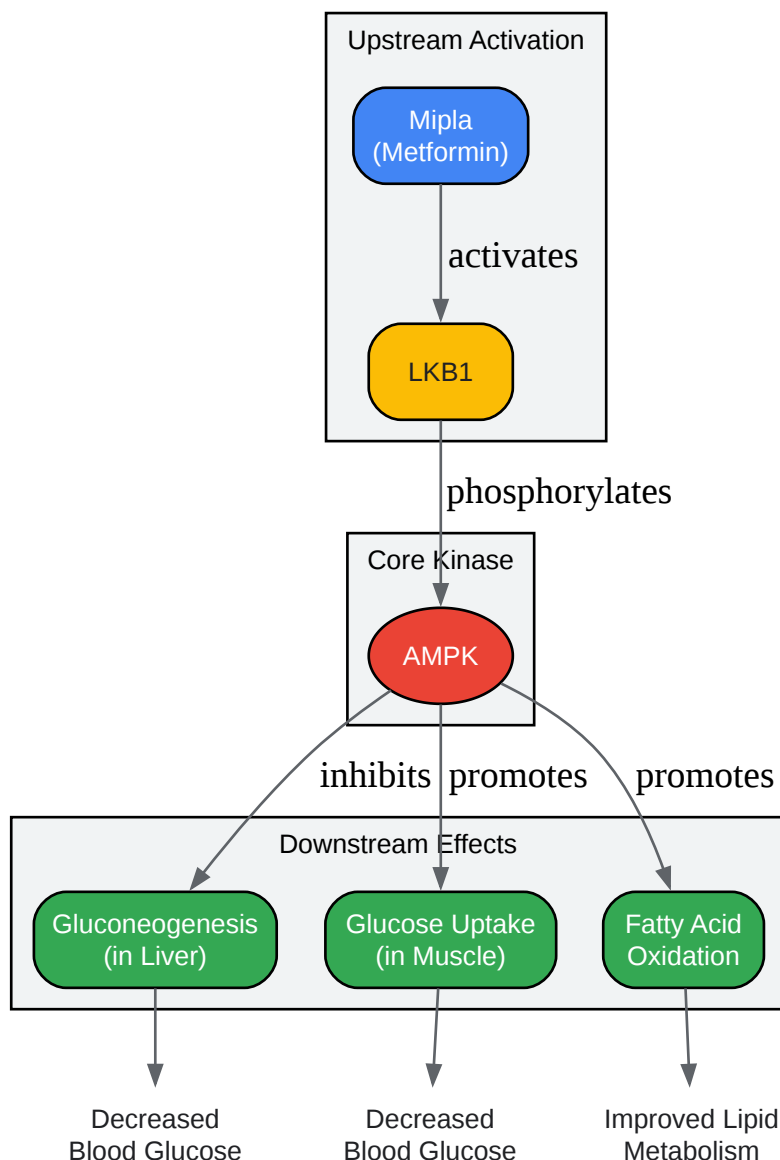 Upstream Activation
Mipla
(Metformin)
activates
LKB1
phosphorylates
Core Kinase
AMPK
inhibits
promotes
promotes
Downstream Effects
Gluconeogenesis
(in Liver)
Glucose Uptake
(in Muscle)
Fatty Acid
Oxidation
Decreased
Blood Glucose
Decreased
Blood Glucose
Improved Lipid
Metabolism